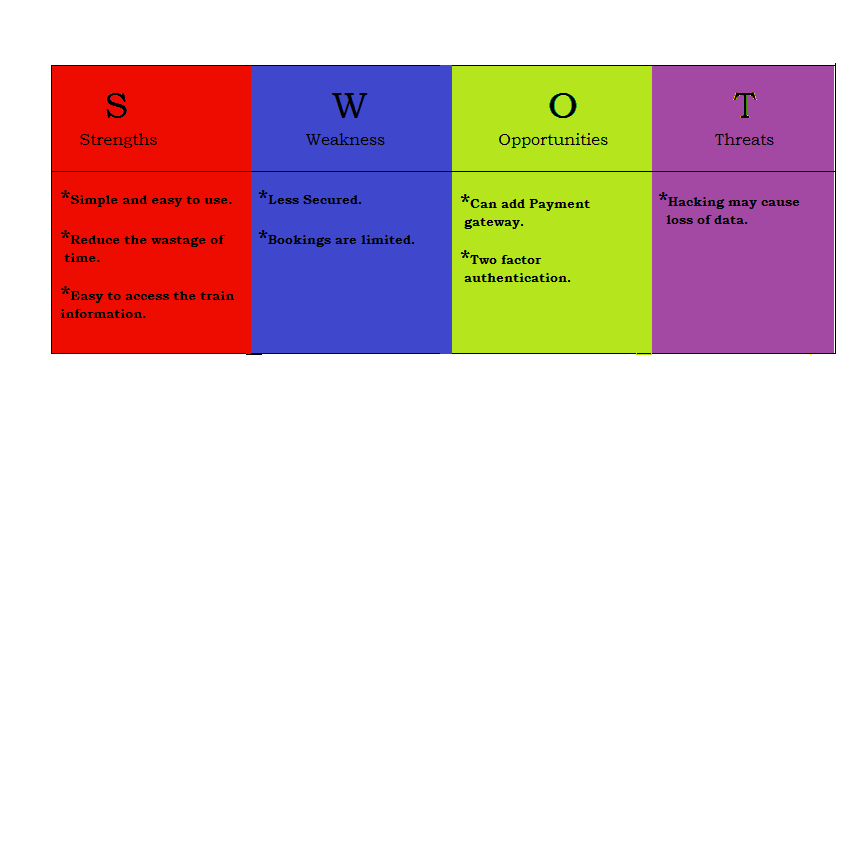 S
Strengths
*Simple and easy to use.
*Reduce the wastage of
time.
*Easy to access the train
information.
W
Weakness
*Less Secured.
*Bookings are limited.
O
Opportunities
*Can add Payment
gateway.
*Two factor
authentication.
T
Threats
*Hacking may cause
loss of data.